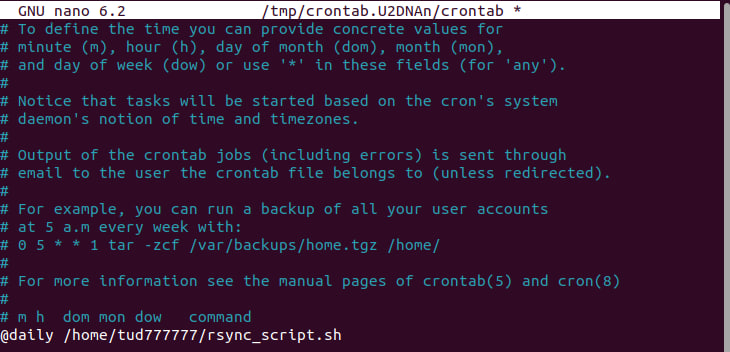 GNU nano 6.2 /tmp/crontab.U2DNAn/crontab *
# To define the time you can provide concrete values for
# minute (m), hour (h), day of month (dom), month (mon),
# and day of week (dow) or use '*' in these fields (for 'any').
#
# Notice that tasks will be started based on the cron's system
# daemon's notion of time and timezones.
#
# Output of the crontab jobs (including errors) is sent through
# email to the user the crontab file belongs to (unless redirected).
#
# For example, you can run a backup of all your user accounts
# at 5 a.m every week with:
# 0 5 * * 1 tar -zcf /var/backups/home.tgz /home/
#
# For more information see the manual pages of crontab(5) and cron(8)
#
# m h  dom mon dow   command
@daily /home/tud777777/rsync_script.sh